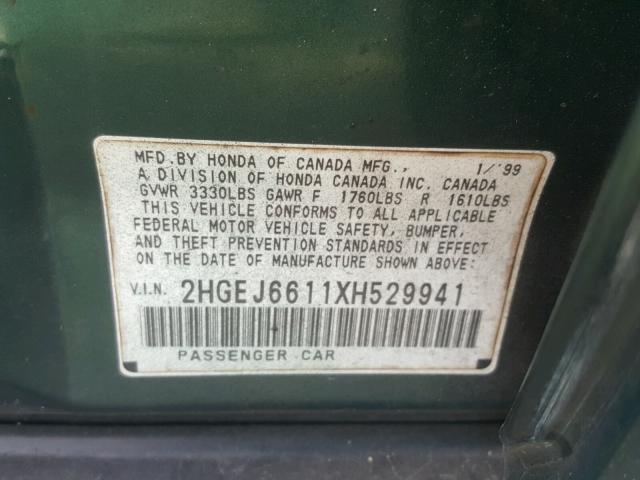 MFD. BY HONDA OF CANADA MFG., 1/'99
A DIVISION OF HONDA CANADA INC. CANADA
GVWR 3330LBS GAWR F 1760LBS R 1610LBS
THIS VEHICLE CONFORMS TO ALL APPLICABLE
FEDERAL MOTOR VEHICLE SAFETY, BUMPER,
AND THEFT PREVENTION STANDARDS IN EFFECT
ON THE DATE OF MANUFACTURE SHOWN ABOVE:
V.I.N. 2HGEJ6611XH529941
PASSENGER CAR